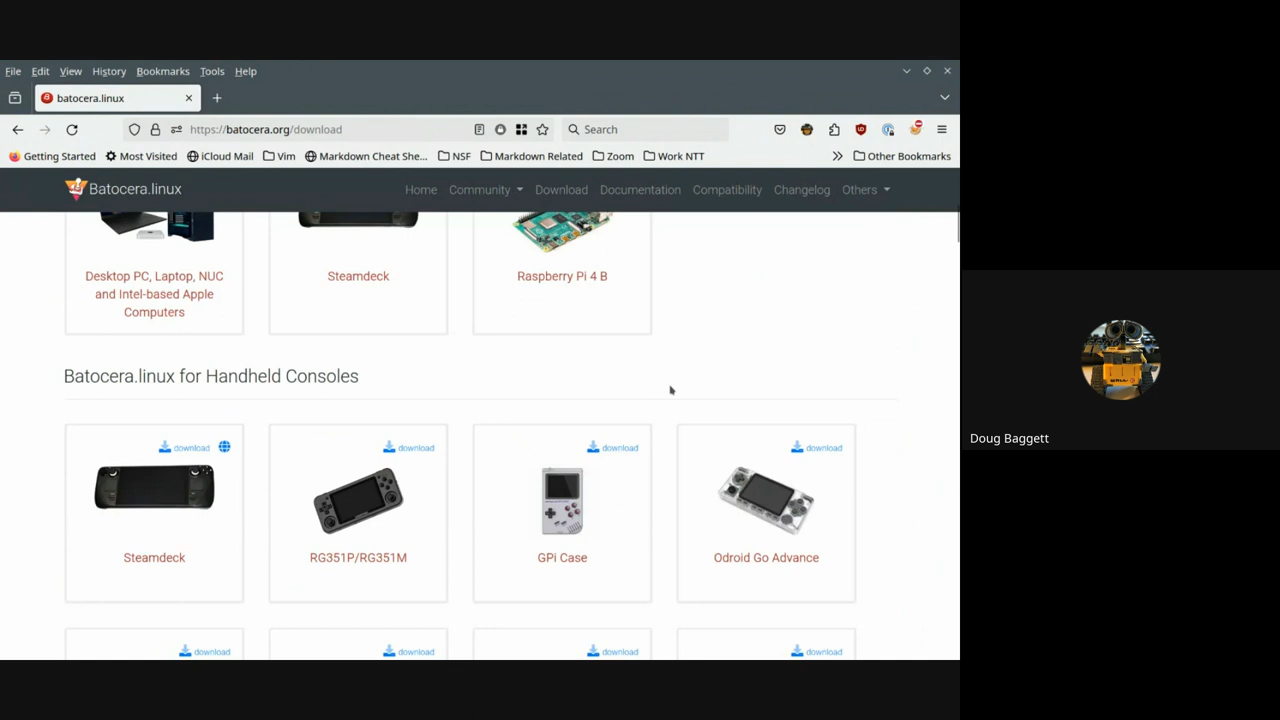 File Edit View History Bookmarks Tools Help
batocera.linux
https://batocera.org/download Search
Getting Started Most Visited iCloud Mail Vim Markdown Cheat She... NSF Markdown Related Zoom Work NTT Other Bookmarks
Batocera.linux Home Community Download Documentation Compatibility Changelog Others
Desktop PC, Laptop, NUC
and Intel-based Apple
Computers
Steamdeck
Raspberry Pi 4 B
Batocera.linux for Handheld Consoles
download download download download
Steamdeck RG351P/RG351M GPi Case Odroid Go Advance
download download download download
Doug Baggett